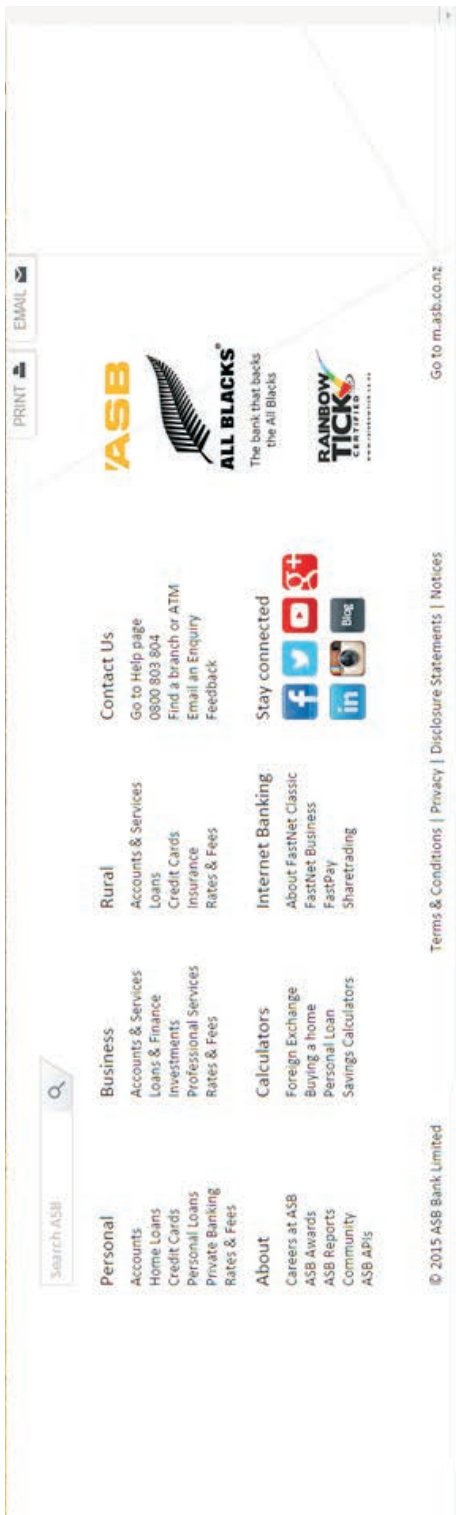 PRINT
EMAIL
Search ASB
Personal
Accounts
Home Loans
Credit Cards
Personal Loans
Private Banking
Rates & Fees
Business
Accounts & Services
Loans & Finance
Investments
Professional Services
Rates & Fees
Rural
Accounts & Services
Loans
Credit Cards
Insurance
Rates & Fees
Contact Us
Go to Help page
0800 803 804
Find a branch or ATM
Email an Enquiry
Feedback
ASB
ALL BLACKS®
The bank that backs
the All Blacks
RAINBOW
TICK
CERTIFIED
About
Careers at ASB
ASB Awards
ASB Reports
Community
ASB APIs
Calculators
Foreign Exchange
Buying a home
Personal Loan
Savings Calculators
Internet Banking
About FastNet Classic
FastNet Business
FastPay
Sharetrading
Stay connected
f
g+
in
Blog
© 2015 ASB Bank Limited
Terms & Conditions | Privacy | Disclosure Statements | Notices
Go to m.asb.co.nz